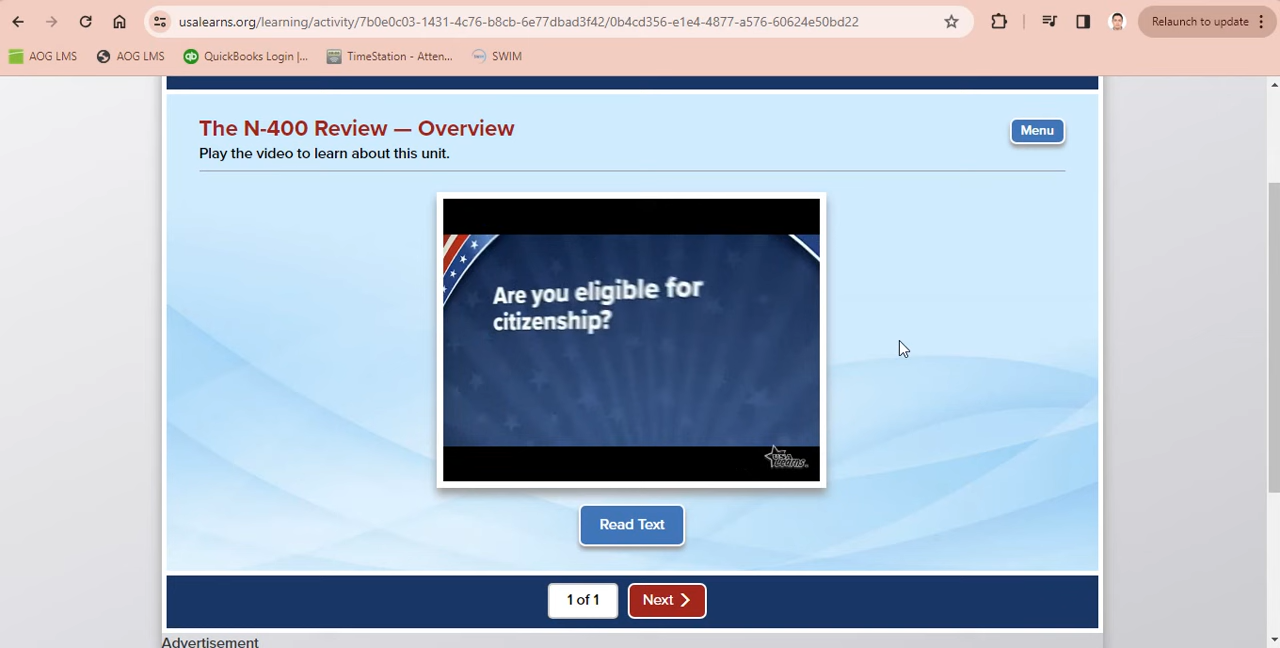 usalearns.org/learning/activity/7b0e0c03-1431-4c76-b8cb-6e77dbad3f42/0b4cd356-e1e4-4877-a576-60624e50bd22
Relaunch to update
AOG LMS
AOG LMS
QuickBooks Login |...
TimeStation - Atten...
SWIM
The N-400 Review — Overview
Menu
Play the video to learn about this unit.
Are you eligible for
citizenship?
USA
Learns
Read Text
1 of 1
Next
Advertisement